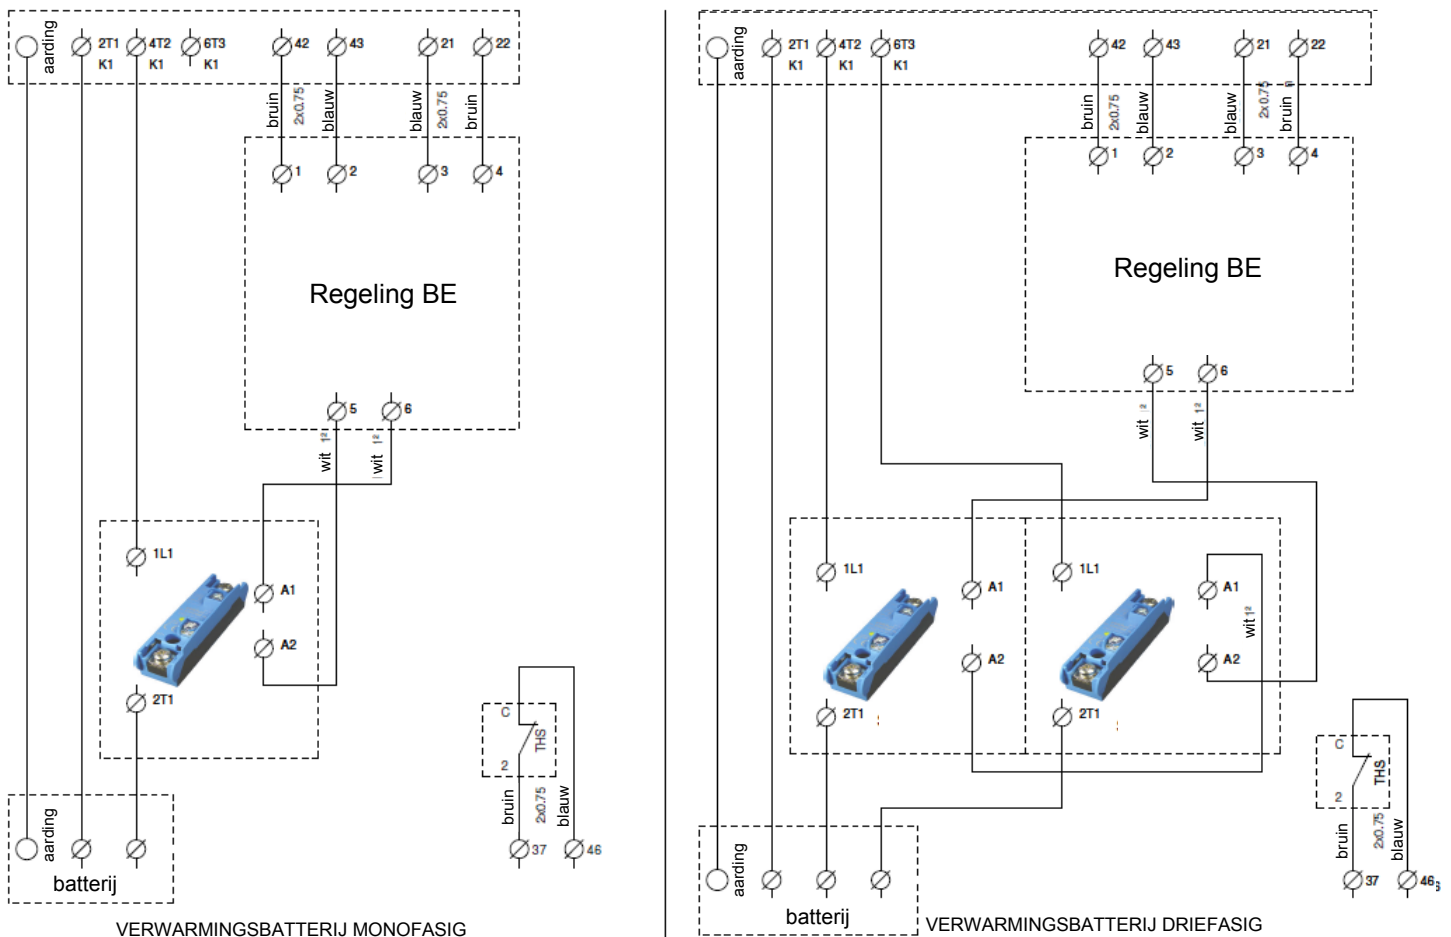 aarding
2T1
K1
4T2
K1
6T3
K1
42
43
21
22
bruin
2x0.75
blauw
blauw
2x0.75
bruin
1
2
3
4
Regeling BE
5
6
wit 1²
wit 1²
1L1
A1
A2
2T1
C
THS
2
bruin
2x0.75
blauw
37
46
aarding
batterij
VERWARMINGSBATTERIJ MONOFASIG
aarding
2T1
K1
4T2
K1
6T3
K1
42
43
21
22
bruin
2x0.75
blauw
blauw
2x0.75
bruin
1
2
3
4
Regeling BE
5
6
wit ²
wit 1²
1L1
A1
A2
2T1
1L1
A1
wit 1²
A2
2T1
C
THS
2
bruin
2x0.75
blauw
37
46
aarding
batterij
VERWARMINGSBATTERIJ DRIEFASIG